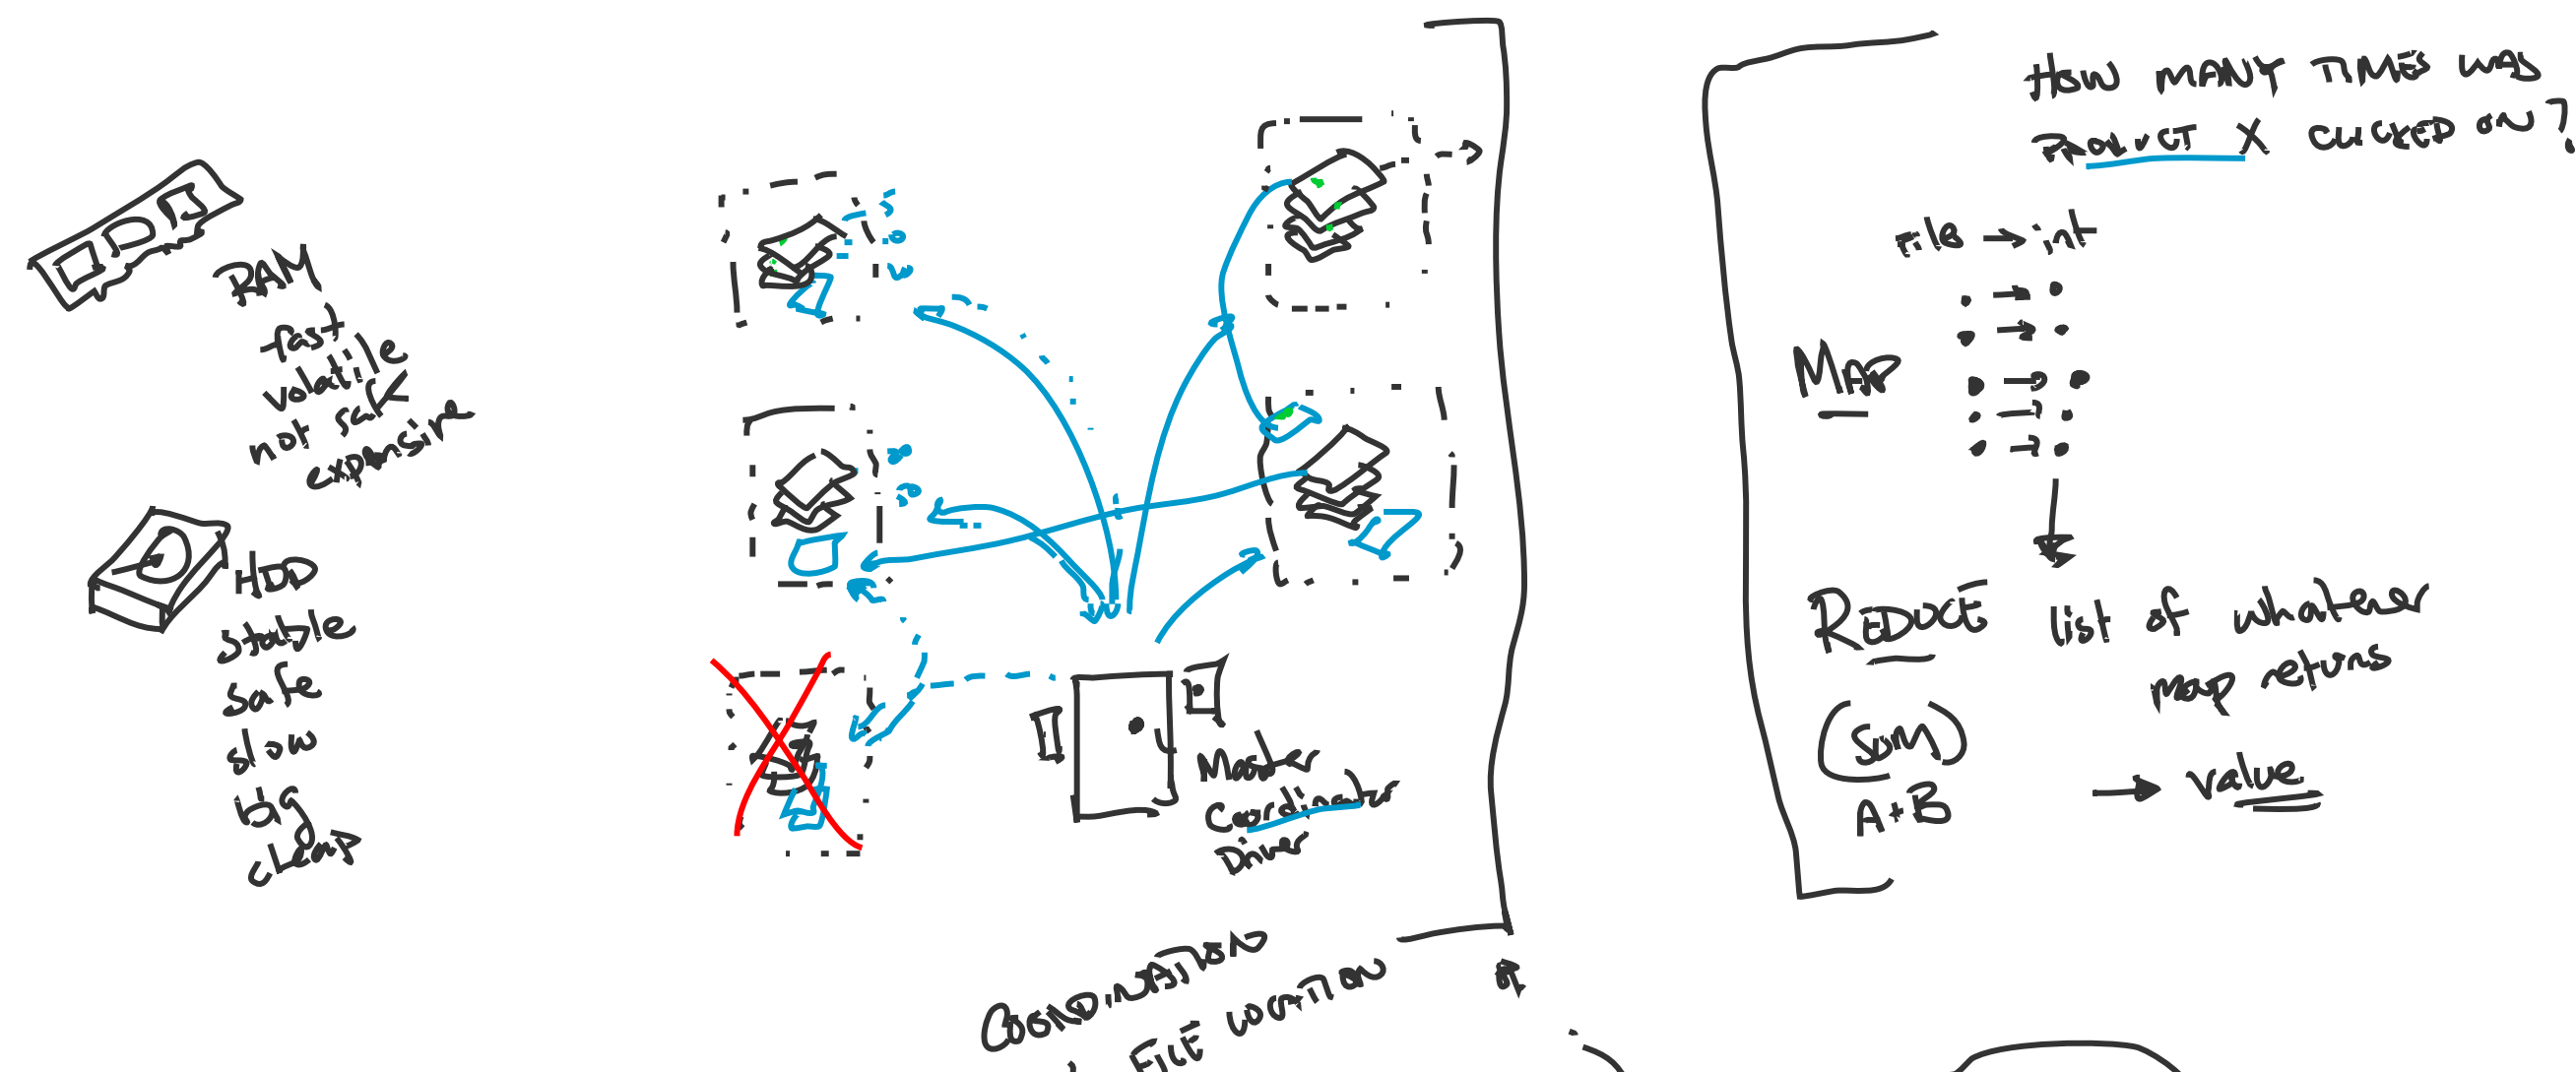 RAM
fast
volatile
not safe
expensive
HDD
stable
safe
slow
big
cheap
Master
Coordinator
Driver
COORDINATION
FILE LOCATION
HOW MANY TIMES WAS
PRODUCT X CLICKED ON?
File → int
MAP
REDUCE
list of whatever
map returns
(SUM)
A+B
→ value